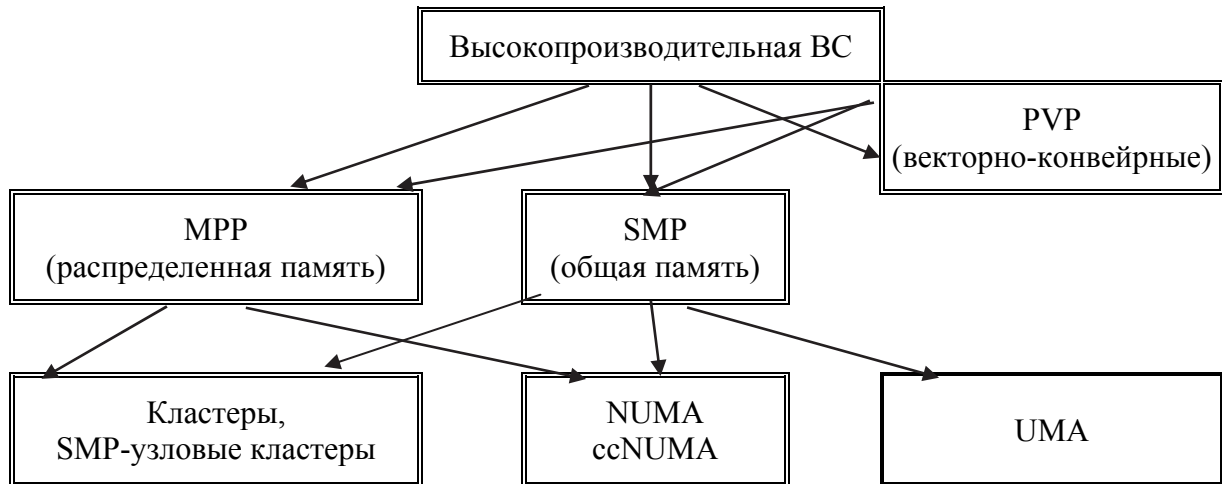 Высокопроизводительная ВС
PVP
(векторно-конвейрные)
MPP
(распределенная память)
SMP
(общая память)
Кластеры,
SMP-узловые кластеры
NUMA
ccNUMA
UMA